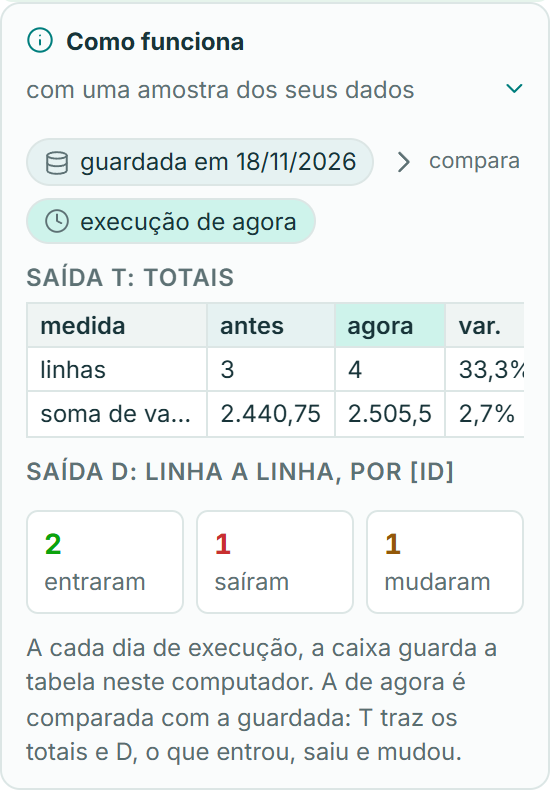 Como funciona
com uma amostra dos seus dados
guardada em 18/11/2026 > compara
execução de agora
SAÍDA T: TOTAIS
medida antes agora var.
linhas 3 4 33,3%
soma de va... 2.440,75 2.505,5 2,7%
SAÍDA D: LINHA A LINHA, POR [ID]
2 1 1
entraram saíram mudaram
A cada dia de execução, a caixa guarda a
tabela neste computador. A de agora é
comparada com a guardada: T traz os
totais e D, o que entrou, saiu e mudou.